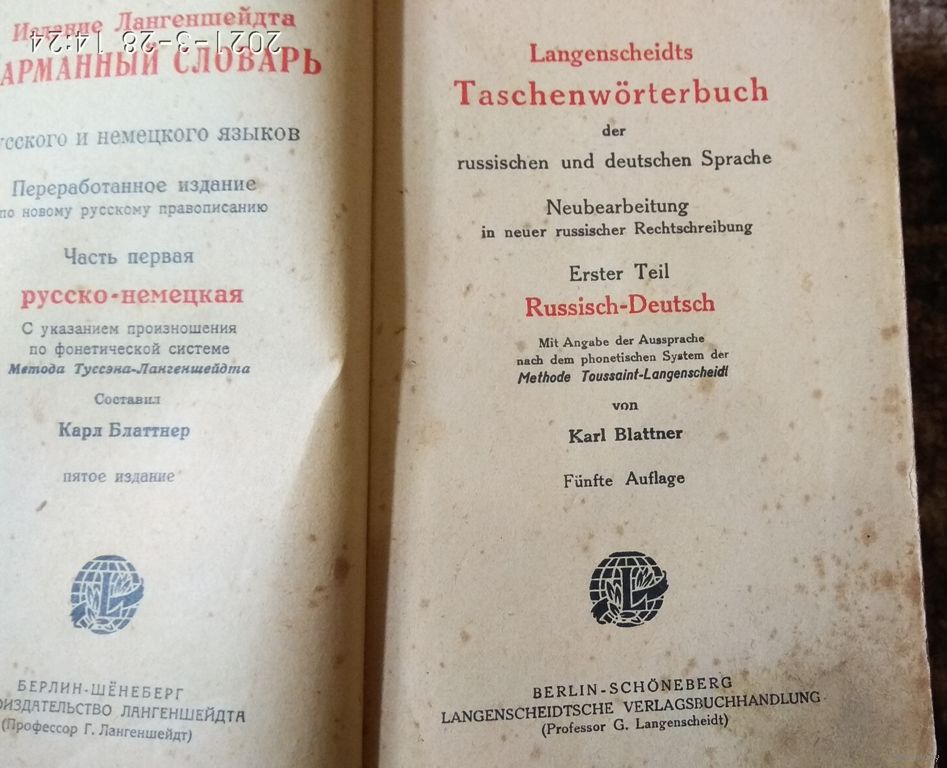 2021-3-28 14:24
Издание Лангеншейдта
АРМАННЫЙ СЛОВАРЬ
усского и немецкого языков
Переработанное издание
по новому русскому правописанию
Часть первая
русско-немецкая
С указанием произношения
по фонетической системе
Метода Туссэна-Лангеншейдта
Составил
Карл Блаттнер
пятое издание
L
БЕРЛИН-ШЁНЕБЕРГ
ОИЗДАТЕЛЬСТВО ЛАНГЕНШЕЙДТА
(Профессор Г. Лангеншейдт)
Langenscheidts
Taschenwörterbuch
der
russischen und deutschen Sprache
Neubearbeitung
in neuer russischer Rechtschreibung
Erster Teil
Russisch-Deutsch
Mit Angabe der Aussprache
nach dem phonetischen System der
Methode Toussaint-Langenscheidt
von
Karl Blattner
Fünfte Auflage
L
BERLIN-SCHÖNEBERG
LANGENSCHEIDTSCHE VERLAGSBUCHHANDLUNG
(Professor G. Langenscheidt)